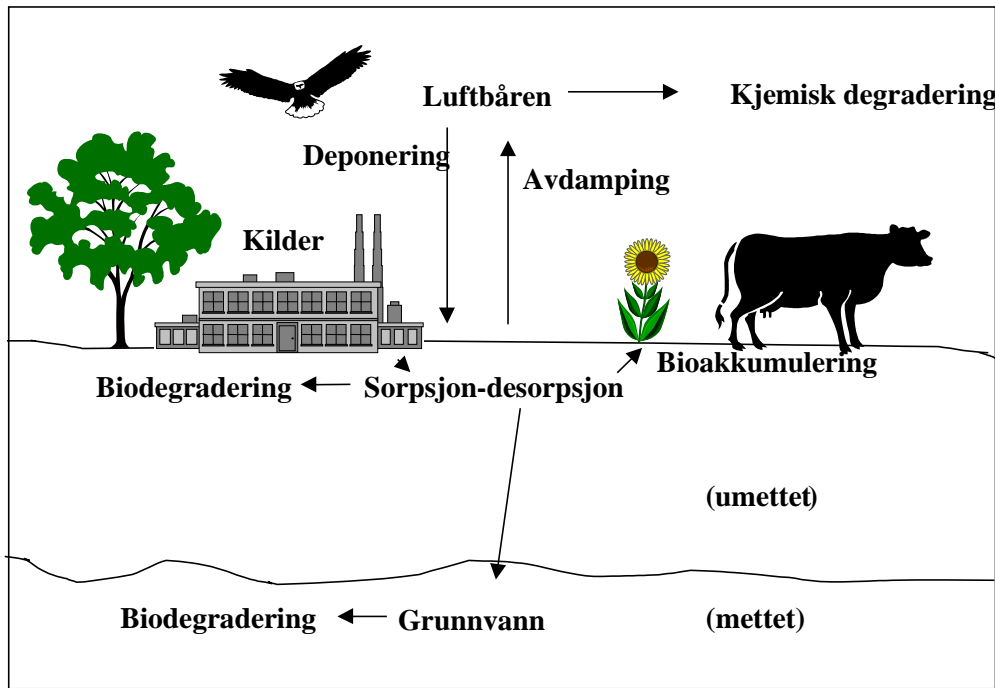 Luftbåren
Kjemisk degradering
Deponering
Avdamping
Kilder
Bioakkumulering
Biodegradering
Sorpsjon-desorpsjon
(umettet)
Biodegradering
Grunnvann
(mettet)